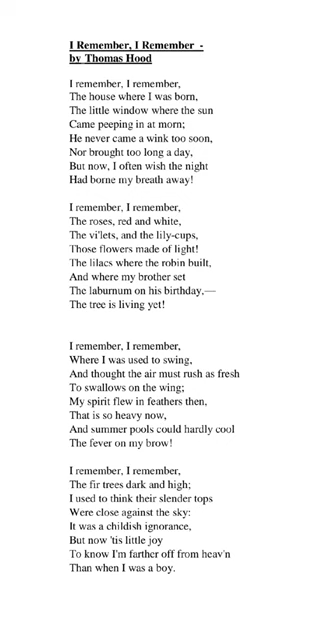 I Remember, I Remember -
by Thomas Hood
I remember, I remember,
The house where I was born,
The little window where the sun
Came peeping in at morn;
He never came a wink too soon,
Nor brought too long a day,
But now, I often wish the night
Had borne my breath away!
I remember, I remember,
The roses, red and white,
The vi'lets, and the lily-cups,
Those flowers made of light!
The lilacs where the robin built,
And where my brother set
The laburnum on his birthday,—
The tree is living yet!
I remember, I remember,
Where I was used to swing,
And thought the air must rush as fresh
To swallows on the wing;
My spirit flew in feathers then,
That is so heavy now,
And summer pools could hardly cool
The fever on my brow!
I remember, I remember,
The fir trees dark and high;
I used to think their slender tops
Were close against the sky:
It was a childish ignorance,
But now 'tis little joy
To know I'm farther off from heav'n
Than when I was a boy.